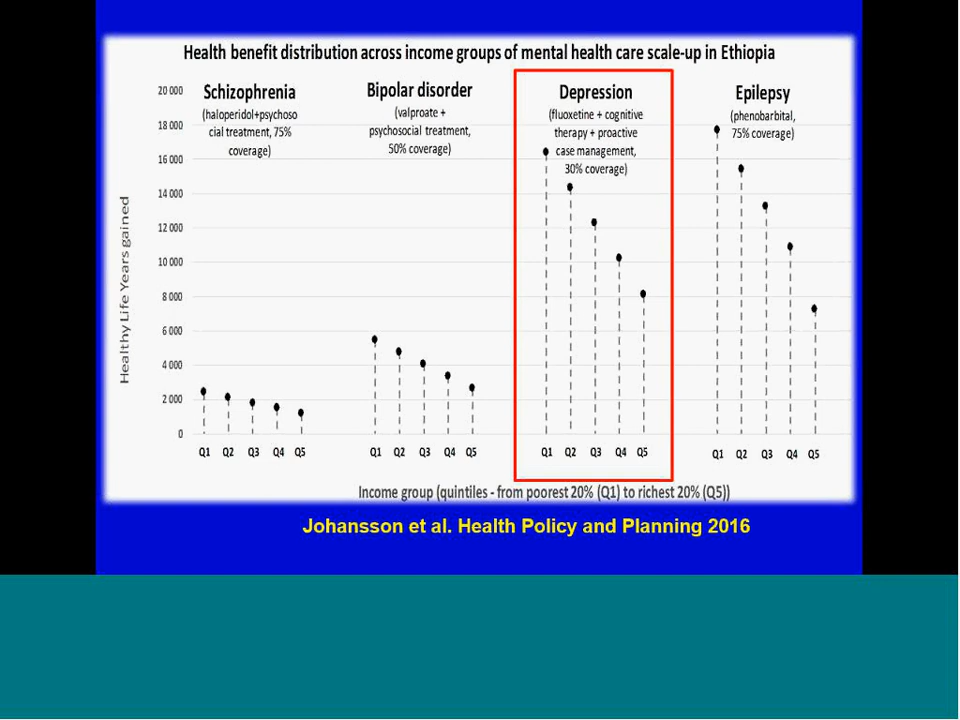 Health benefit distribution across income groups of mental health care scale-up in Ethiopia
Schizophrenia
(haloperidol+psychoso
cial treatment, 75%
coverage)
Bipolar disorder
(valproate +
psychosocial treatment,
50% coverage)
Depression
(fluoxetine + cognitive
therapy + proactive
case management,
30% coverage)
Epilepsy
(phenobarbital,
75% coverage)
Healthy Life Years gained
20 000
18 000
16 000
14 000
12 000
10 000
8 000
6 000
4 000
2 000
0
Q1 Q2 Q3 Q4 Q5 Q1 Q2 Q3 Q4 Q5 Q1 Q2 Q3 Q4 Q5 Q1 Q2 Q3 Q4 Q5
Income group (quintiles - from poorest 20% (Q1) to richest 20% (Q5))
Johansson et al. Health Policy and Planning 2016